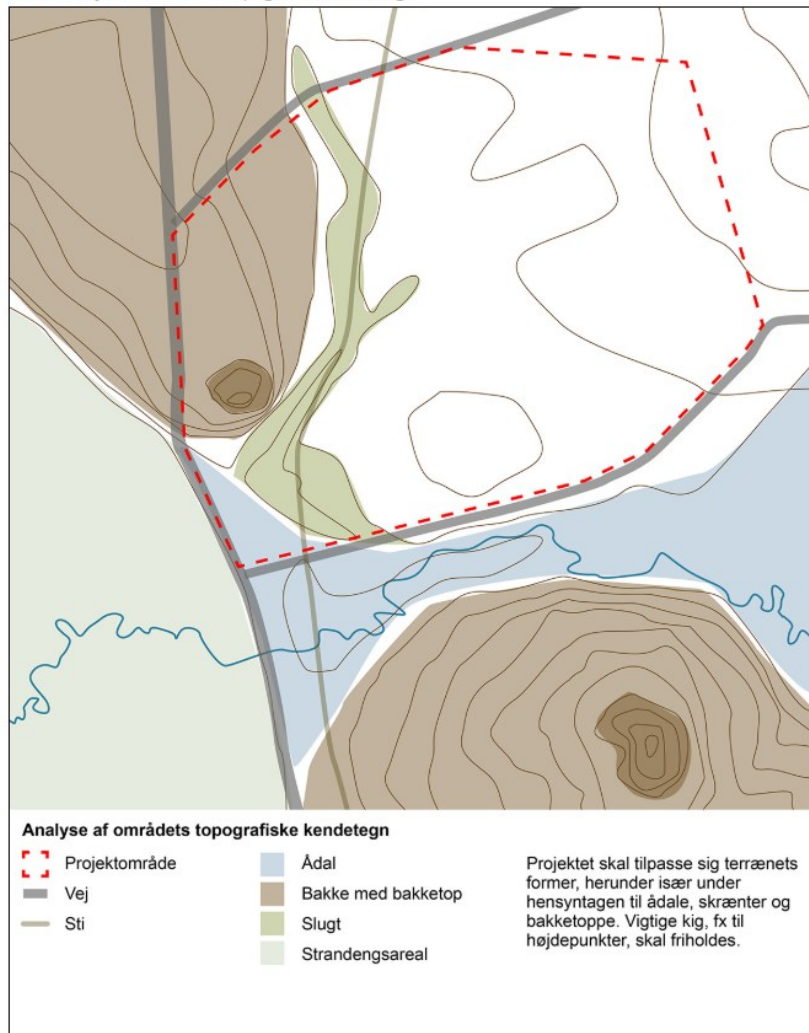 Analyse af områdets topografiske kendetegn
Projektområde
Vej
Sti
Ådal
Bakke med bakketop
Slugt
Strandengsareal
Projektet skal tilpasse sig terrænets
former, herunder især under
hensyntagen til ådale, skrænter og
bakketoppe. Vigtige kig, fx til
højdepunkter, skal friholdes.